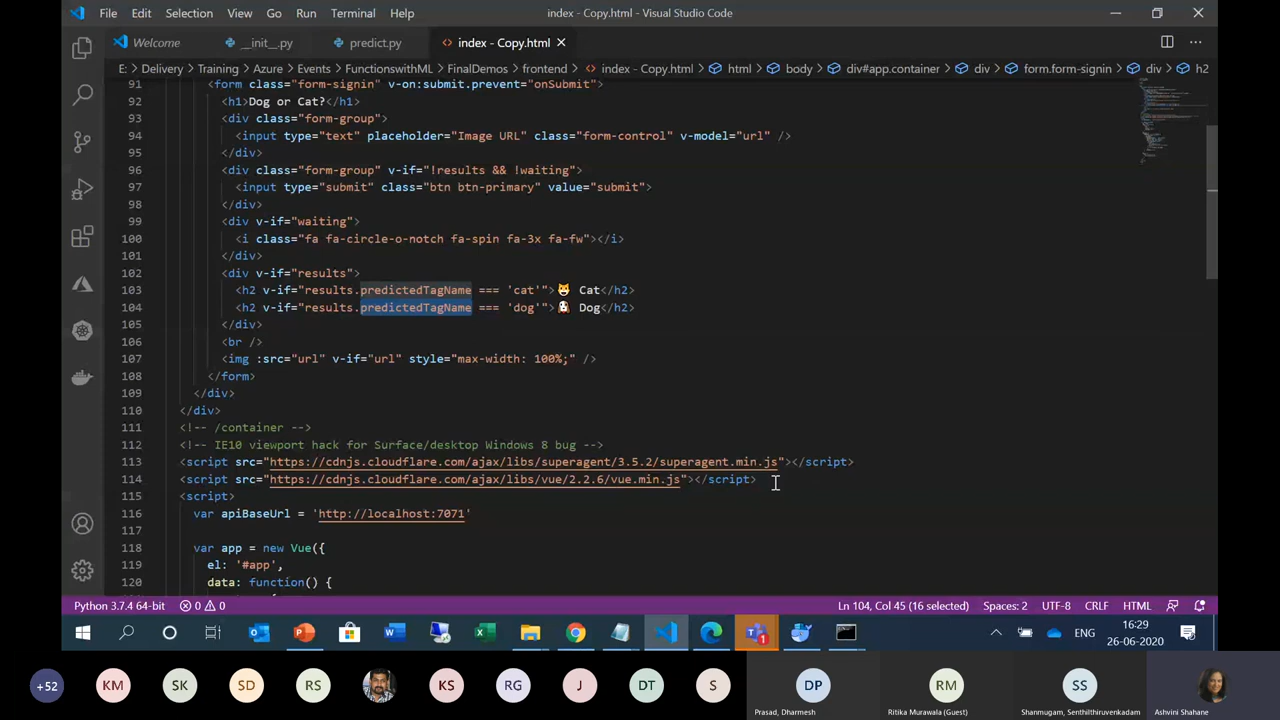 File Edit Selection View Go Run Terminal Help index - Copy.html - Visual Studio Code
Welcome __init__.py predict.py <> index - Copy.html
E: > Delivery > Training > Azure > Events > FunctionswithML > FinalDemos > frontend > <> index - Copy.html > html > body > div#app.container > div > form.form-signin > div > h2
91 <form class="form-signin" v-on:submit.prevent="onSubmit">
92 <h1>Dog or Cat?</h1>
93 <div class="form-group">
94 <input type="text" placeholder="Image URL" class="form-control" v-model="url" />
95 </div>
96 <div class="form-group" v-if="!results && !waiting">
97 <input type="submit" class="btn btn-primary" value="submit">
98 </div>
99 <div v-if="waiting">
100 <i class="fa fa-circle-o-notch fa-spin fa-3x fa-fw"></i>
101 </div>
102 <div v-if="results">
103 <h2 v-if="results.predictedTagName === 'cat'">🐱 Cat</h2>
104 <h2 v-if="results.predictedTagName === 'dog'">🐶 Dog</h2>
105 </div>
106 <br />
107 <img :src="url" v-if="url" style="max-width: 100%;" />
108 </form>
109 </div>
110 </div>
111 <!-- /container -->
112 <!-- IE10 viewport hack for Surface/desktop Windows 8 bug -->
113 <script src="https://cdnjs.cloudflare.com/ajax/libs/superagent/3.5.2/superagent.min.js"></script>
114 <script src="https://cdnjs.cloudflare.com/ajax/libs/vue/2.2.6/vue.min.js"></script>
115 <script>
116 var apiBaseUrl = 'http://localhost:7071'
117
118 var app = new Vue({
119 el: '#app',
120 data: function() {
Python 3.7.4 64-bit 0 0 Ln 104, Col 45 (16 selected) Spaces: 2 UTF-8 CRLF HTML
1 ENG 16:29
26-06-2020
+52 KM SK SD RS KS RG J DT S DP RM SS
Prasad, Dharmesh Ritika Murawala (Guest) Shanmugam, Senthilthiruvenkadam Ashvini Shahane